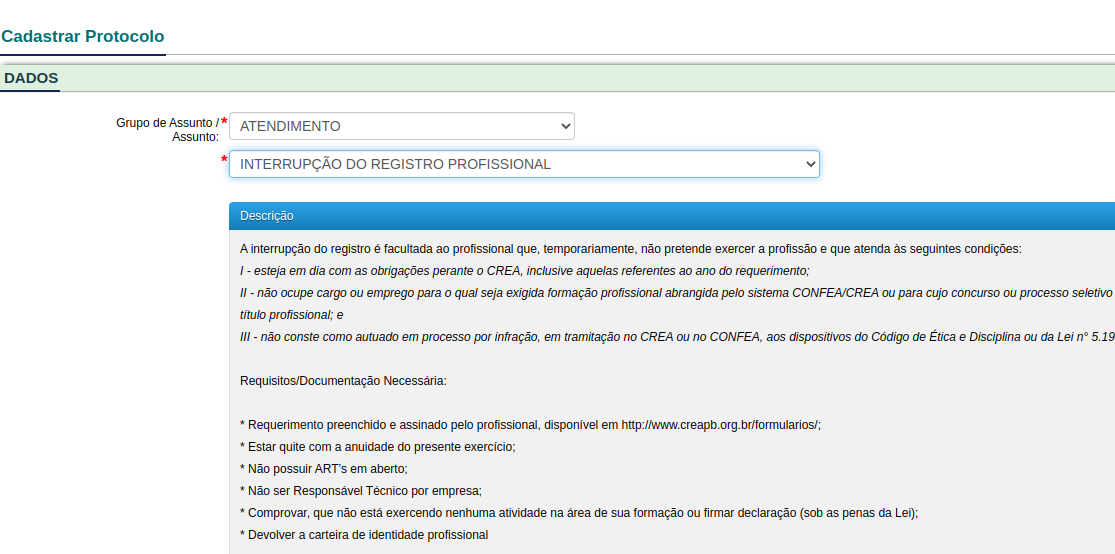 Cadastrar Protocolo
DADOS
Grupo de Assunto / Assunto:
* ATENDIMENTO
* INTERRUPÇÃO DO REGISTRO PROFISSIONAL
Descrição
A interrupção do registro é facultada ao profissional que, temporariamente, não pretende exercer a profissão e que atenda às seguintes condições:
I - esteja em dia com as obrigações perante o CREA, inclusive aquelas referentes ao ano do requerimento;
II - não ocupe cargo ou emprego para o qual seja exigida formação profissional abrangida pelo sistema CONFEA/CREA ou para cujo concurso ou processo seletivo
título profissional; e
III - não conste como autuado em processo por infração, em tramitação no CREA ou no CONFEA, aos dispositivos do Código de Ética e Disciplina ou da Lei n° 5.19
Requisitos/Documentação Necessária:
* Requerimento preenchido e assinado pelo profissional, disponível em http://www.creapb.org.br/formularios/;
* Estar quite com a anuidade do presente exercício;
* Não possuir ART's em aberto;
* Não ser Responsável Técnico por empresa;
* Comprovar, que não está exercendo nenhuma atividade na área de sua formação ou firmar declaração (sob as penas da Lei);
* Devolver a carteira de identidade profissional